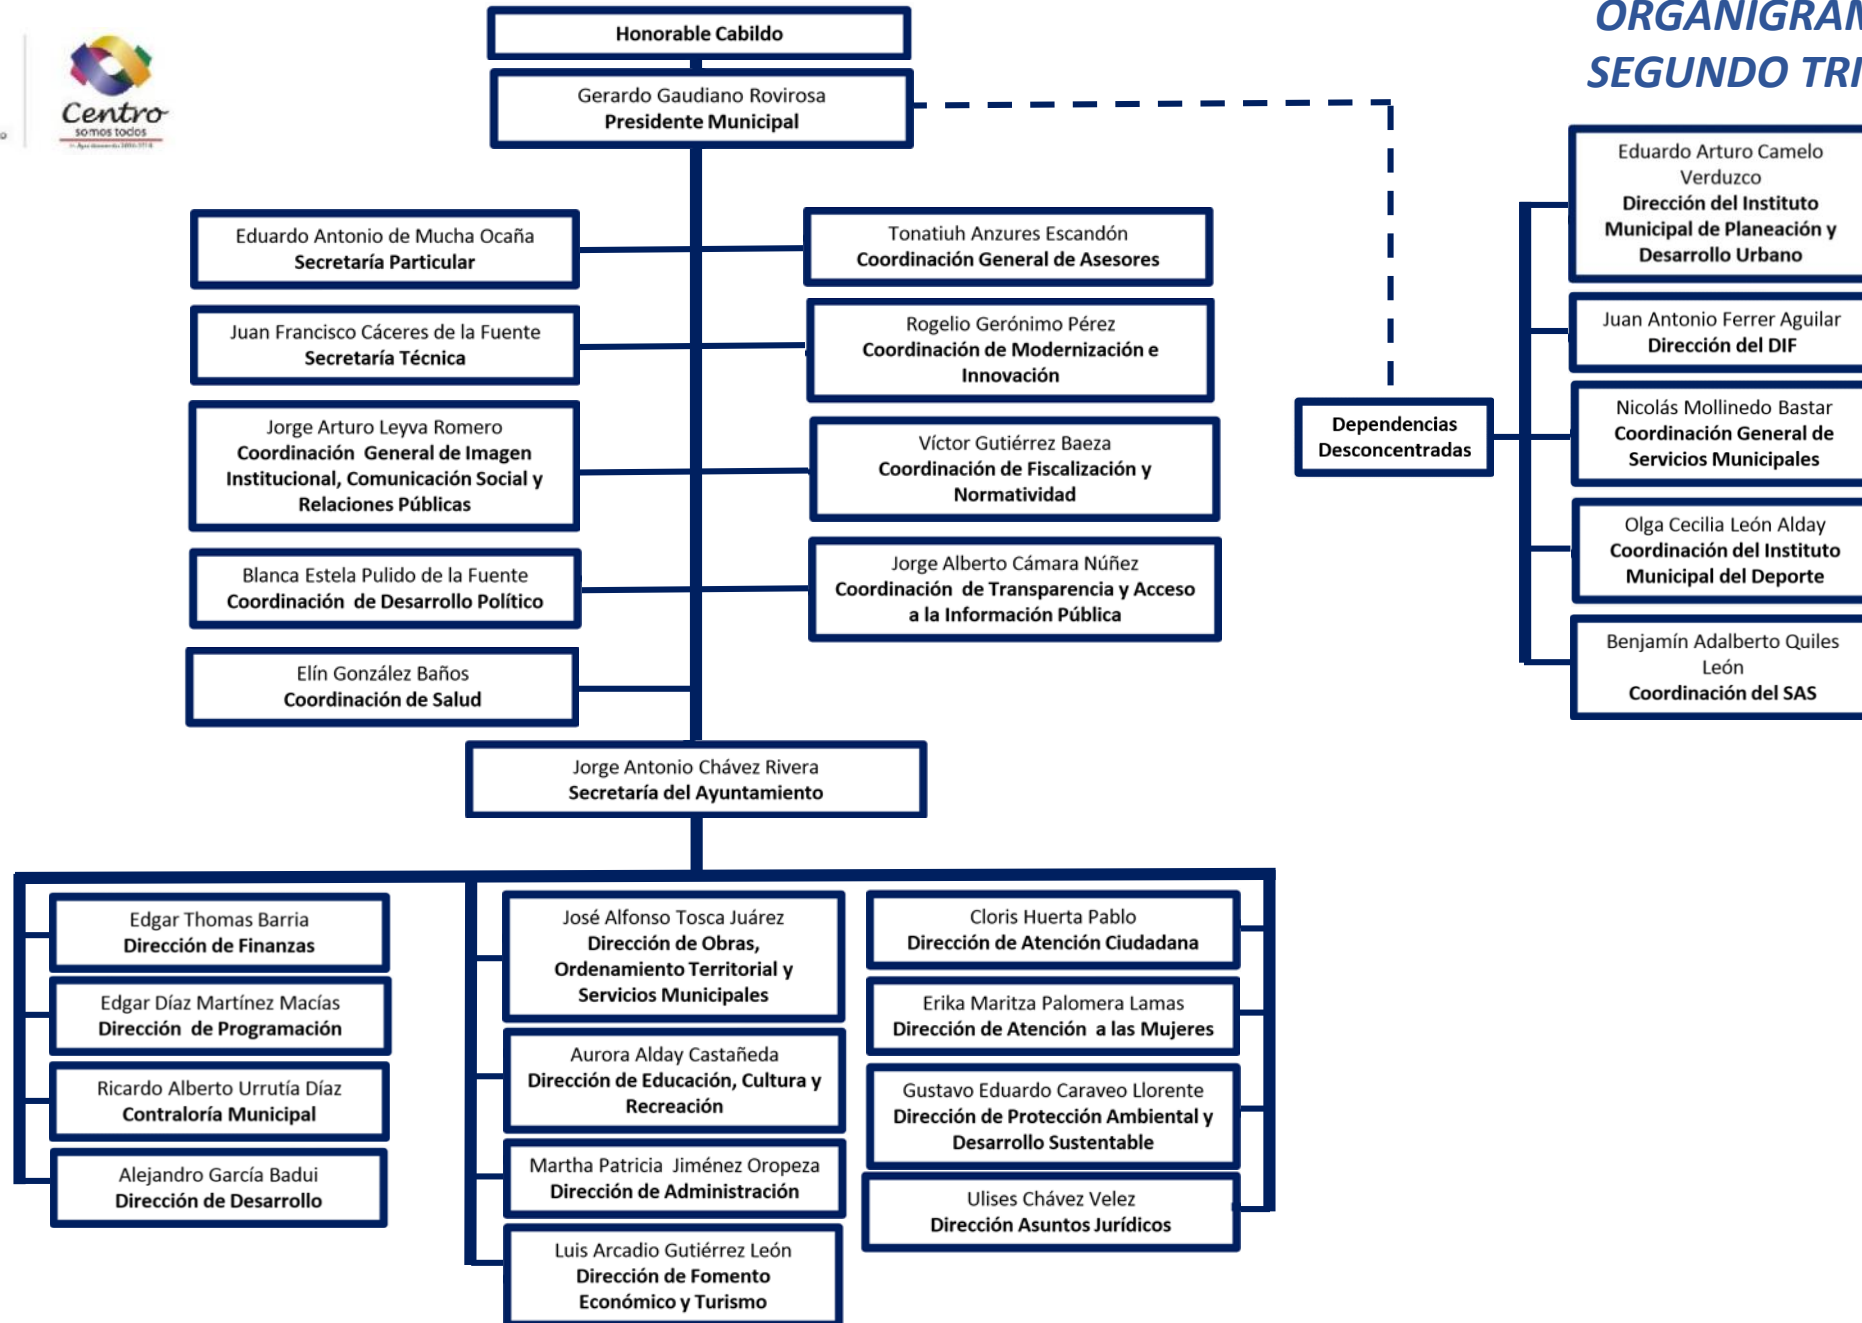 Centro
somos todos
Honorable Cabildo
Gerardo Gaudiano Rovirosa
Presidente Municipal
SEGUNDO
Eduardo Antonio de Mucha Ocaña
Secretaría Particular
Tonatiuh Anzures Escandón
Coordinación General de Asesores
Juan Francisco Cáceres de la Fuente
Secretaría Técnica
Rogelio Gerónimo Pérez
Coordinación de Modernización e
Innovación
Jorge Arturo Leyva Romero
Coordinación General de Imagen
Institucional, Comunicación Social y
Relaciones Públicas
Víctor Gutiérrez Baeza
Coordinación de Fiscalización y
Normatividad
Blanca Estela Pulido de la Fuente
Coordinación de Desarrollo Político
Jorge Alberto Cámara Núñez
Coordinación de Transparencia y Acceso
a la Información Pública
Elín González Baños
Coordinación de Salud
Dependencias
Desconcentradas
Eduardo Arturo Camelo
Verduzco
Dirección del Instituto
Municipal de Planeación y
Desarrollo Urbano
Juan Antonio Ferrer Aguilar
Dirección del DIF
Nicolás Mollinedo Bastar
Coordinación General de
Servicios Municipales
Olga Cecilia León Alday
Coordinación del Instituto
Municipal del Deporte
Benjamín Adalberto Quiles
León
Coordinación del SAS
Jorge Antonio Chávez Rivera
Secretaría del Ayuntamiento
Edgar Thomas Barria
Dirección de Finanzas
Edgar Díaz Martínez Macías
Dirección de Programación
Ricardo Alberto Urrutía Díaz
Contraloría Municipal
Alejandro García Badui
Dirección de Desarrollo
José Alfonso Tosca Juárez
Dirección de Obras,
Ordenamiento Territorial y
Servicios Municipales
Aurora Alday Castañeda
Dirección de Educación, Cultura y
Recreación
Martha Patricia Jiménez Oropeza
Dirección de Administración
Luis Arcadio Gutiérrez León
Dirección de Fomento
Económico y Turismo
Cloris Huerta Pablo
Dirección de Atención Ciudadana
Erika Maritza Palomera Lamas
Dirección de Atención a las Mujeres
Gustavo Eduardo Caraveo Llorente
Dirección de Protección Ambiental y
Desarrollo Sustentable
Ulises Chávez Velez
Dirección Asuntos Jurídicos